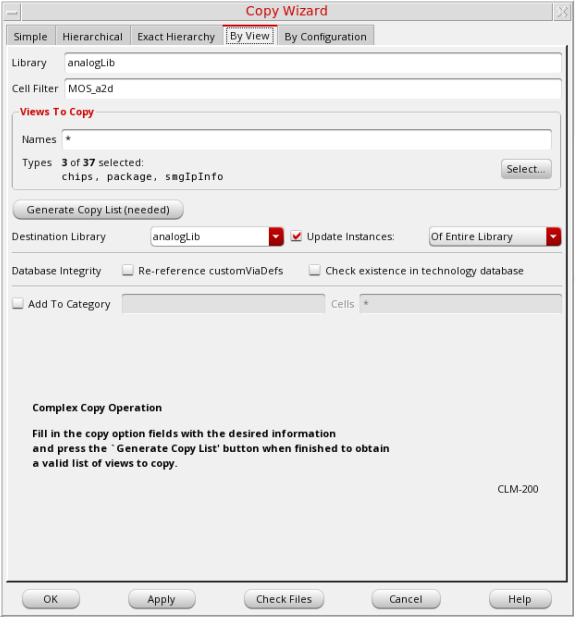 Copy Wizard
Simple Hierarchical Exact Hierarchy By View By Configuration
Library analogLib
Cell Filter MOS_a2d
Views To Copy
Names *
Types 3 of 37 selected:
chips, package, smgIpInfo
Select...
Generate Copy List (needed)
Destination Library analogLib Update Instances: Of Entire Library
Database Integrity Re-reference customViaDefs Check existence in technology database
Add To Category Cells *
Complex Copy Operation
Fill in the copy option fields with the desired information
and press the `Generate Copy List' button when finished to obtain
a valid list of views to copy.
CLM-200
OK Apply Check Files Cancel Help